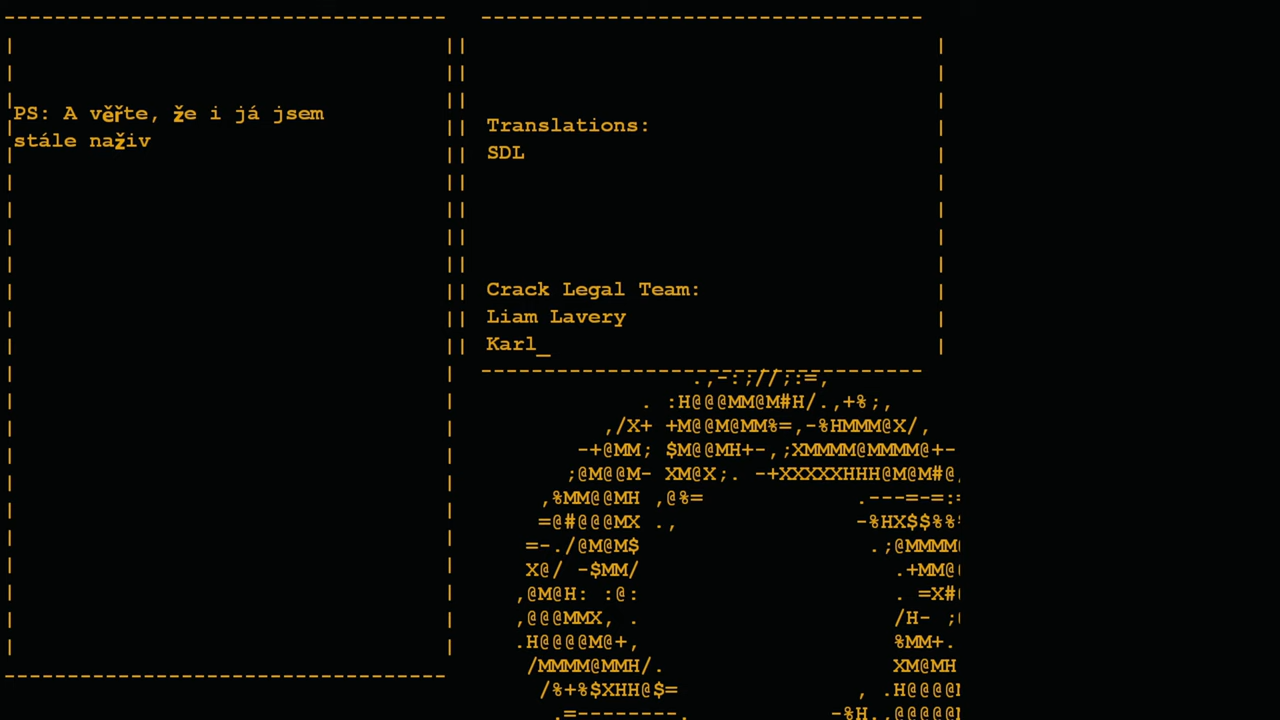 PS: A věřte, že i já jsem
stále naživ
Translations:
SDL
Crack Legal Team:
Liam Lavery
Karl_